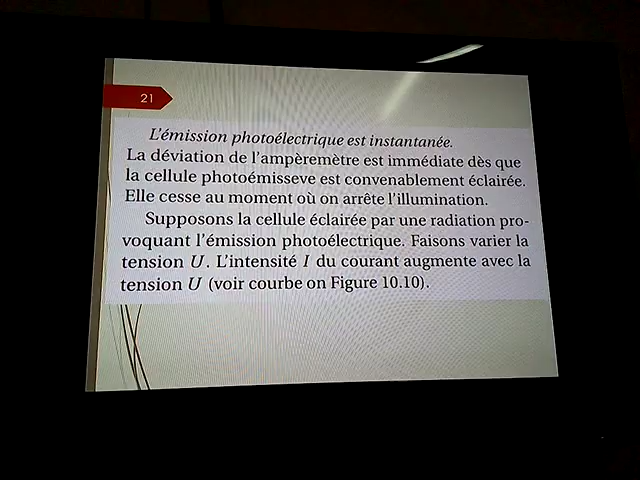 21
L'émission photoélectrique est instantanée.
La déviation de l'ampèremètre est immédiate dès que
la cellule photoémisseve est convenablement éclairée.
Elle cesse au moment où on arrête l'illumination.
Supposons la cellule éclairée par une radiation pro-
voquant l'émission photoélectrique. Faisons varier la
tension U. L'intensité I du courant augmente avec la
tension U (voir courbe on Figure 10.10).